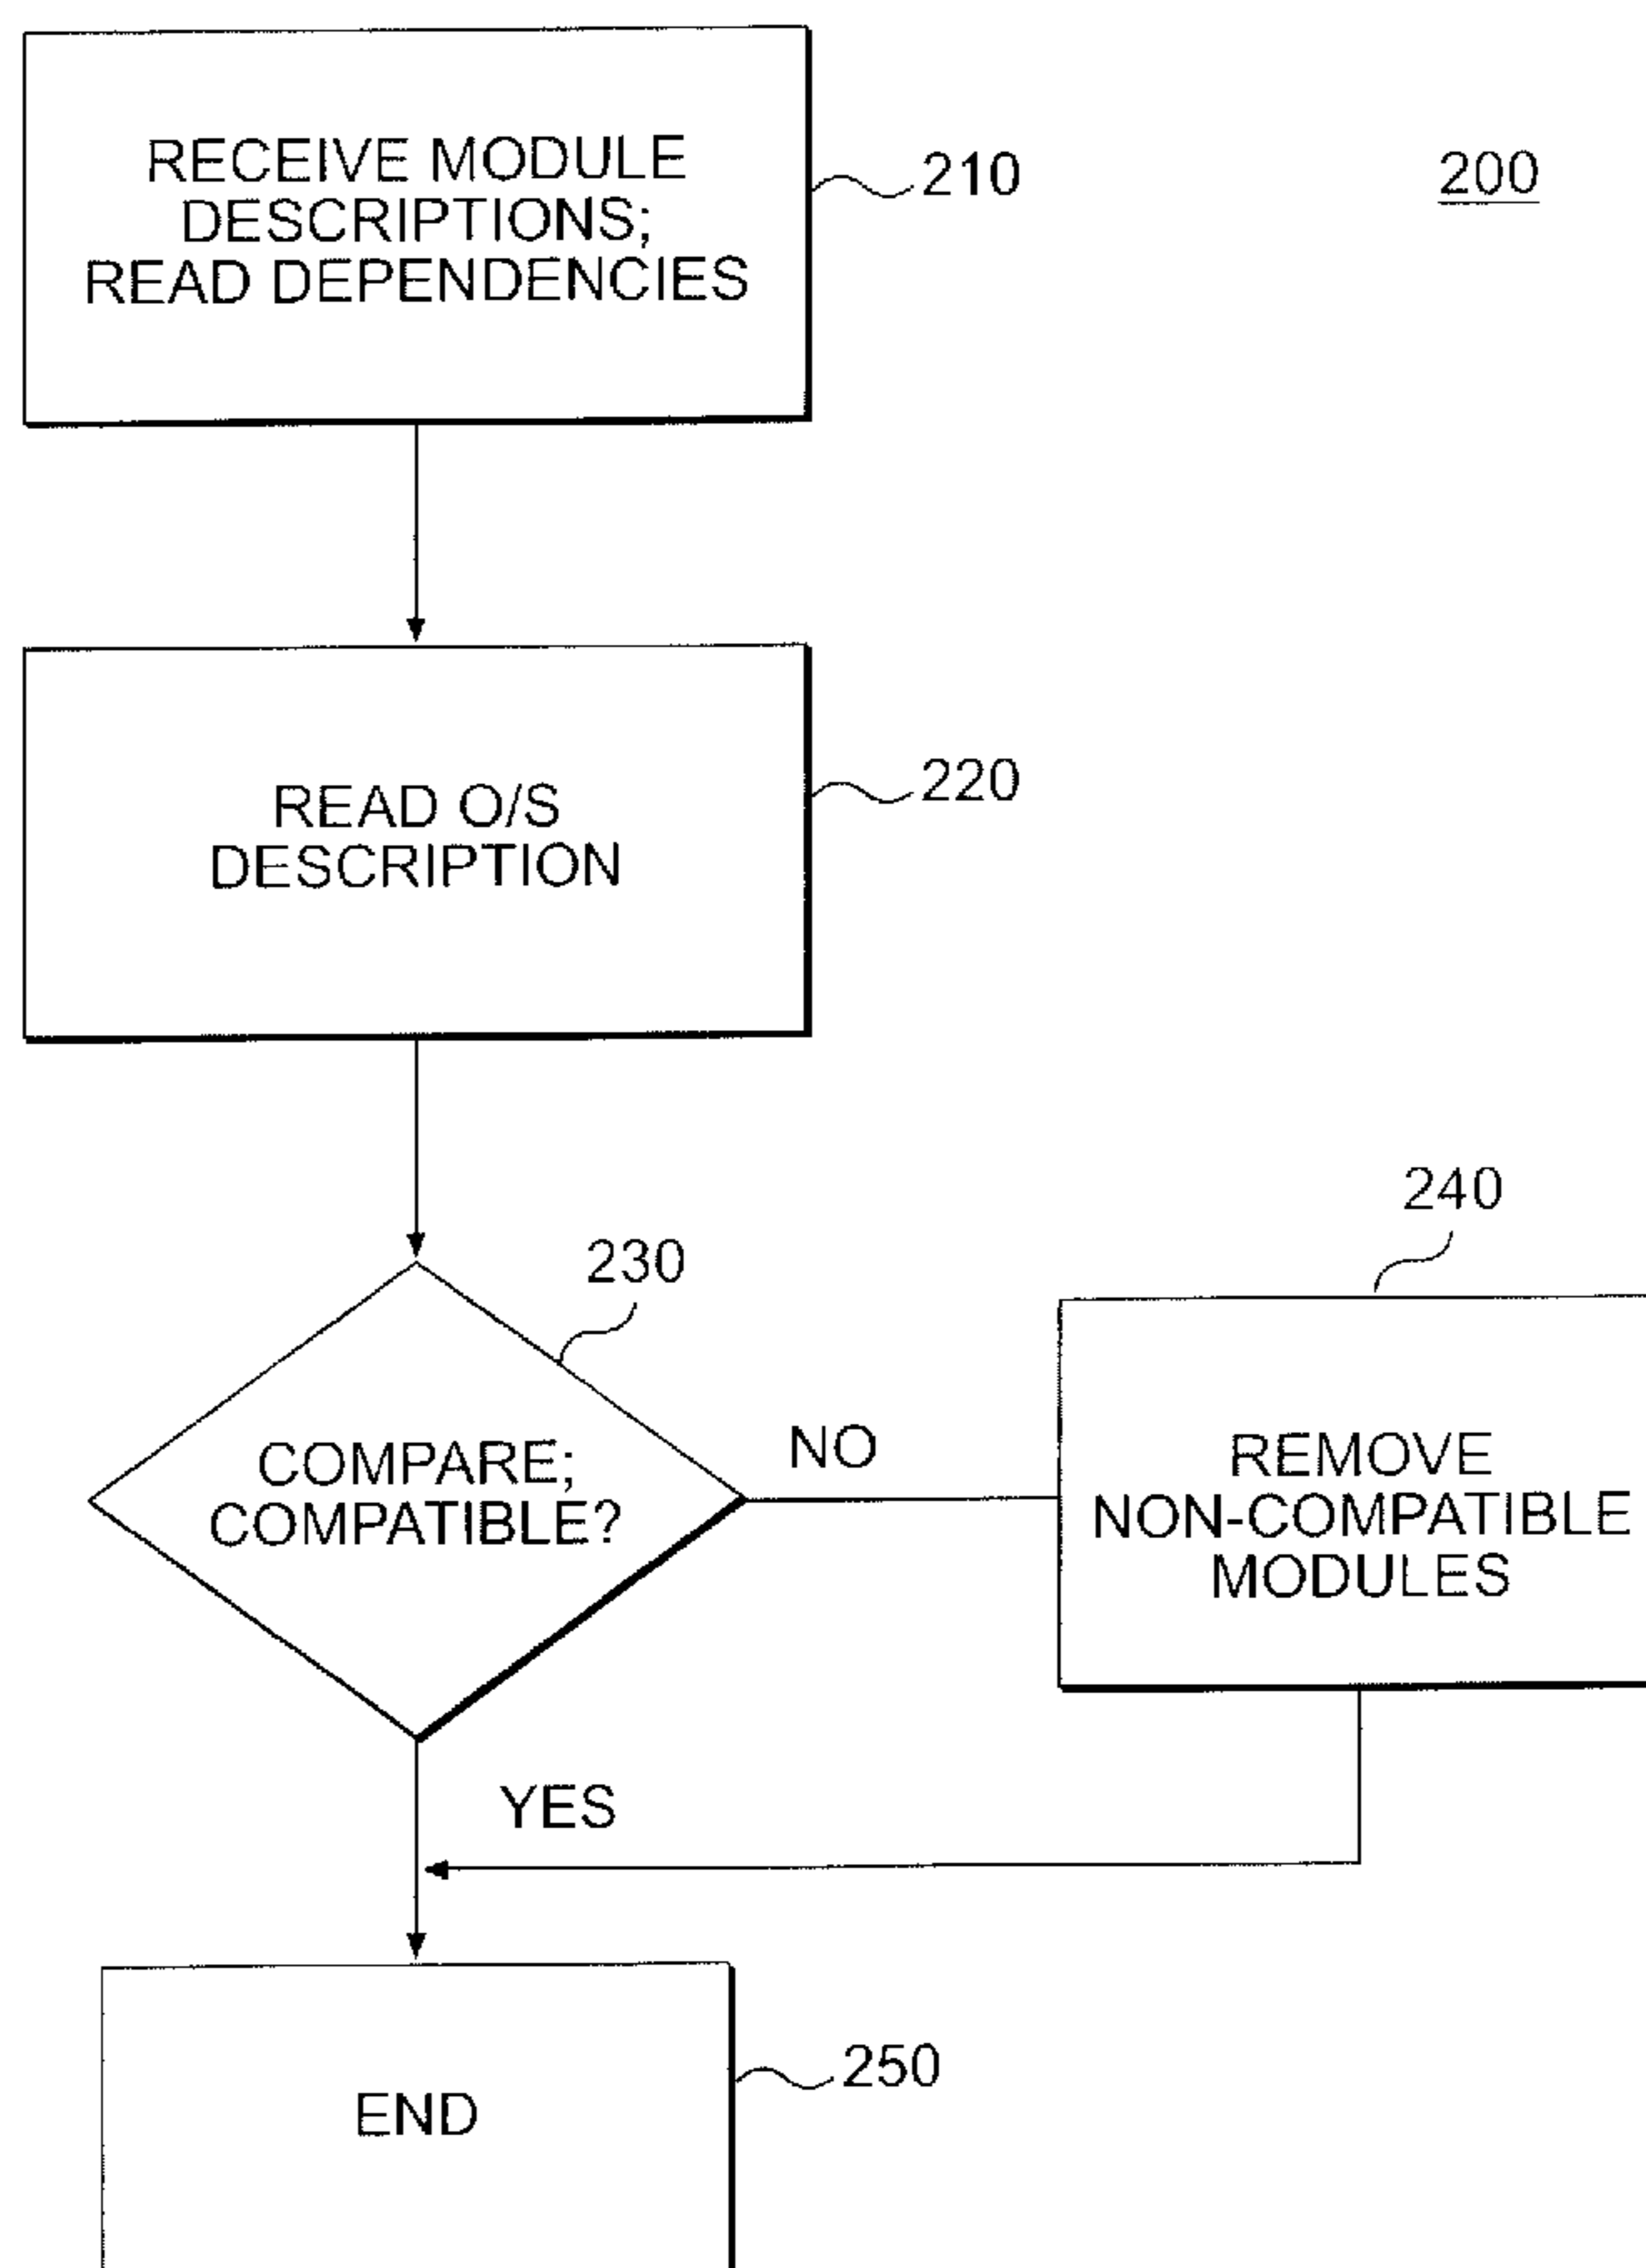 RECEIVE MODULE
DESCRIPTIONS;
READ DEPENDENCIES
210
200
READ O/S
DESCRIPTION
220
230
240
COMPARE;
COMPATIBLE?
NO
REMOVE
NON-COMPATIBLE
MODULES
YES
END
250